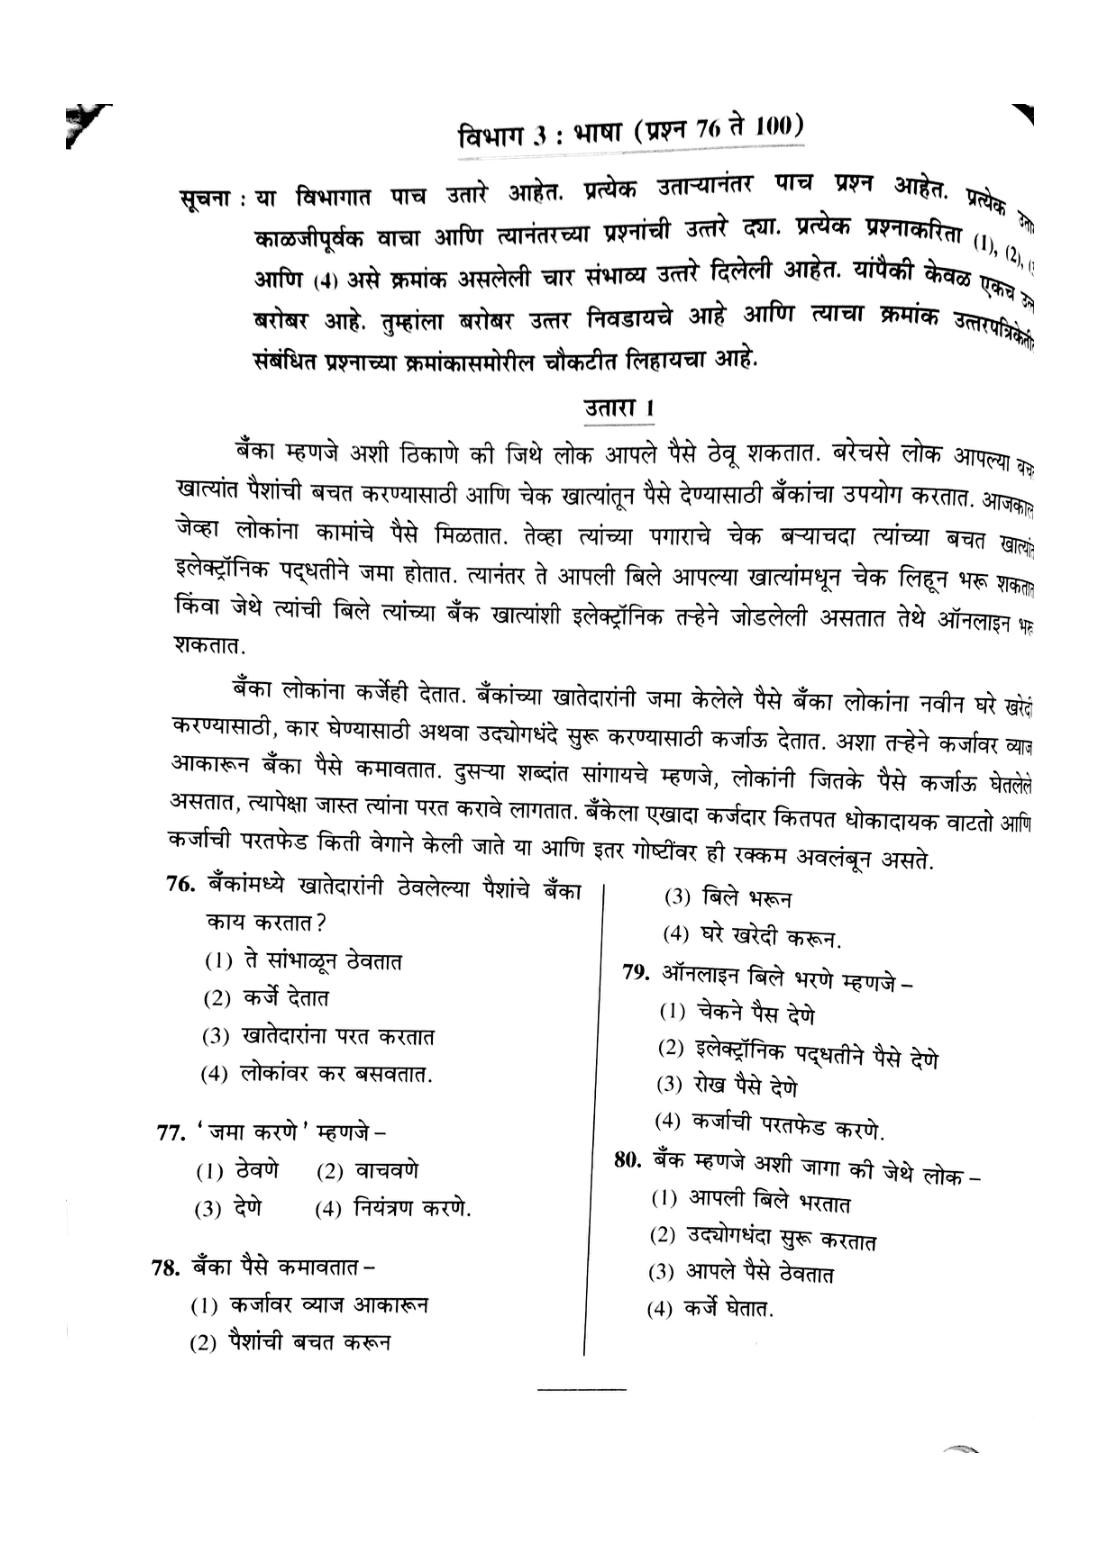 विभाग 3 : भाषा (प्रश्न 76 ते 100)
सूचना : या विभागात पाच उतारे आहेत. प्रत्येक उताऱ्यानंतर पाच प्रश्न आहेत. प्रत्येक
काळजीपूर्वक वाचा आणि त्यानंतरच्या प्रश्नांची उत्तरे द्या. प्रत्येक प्रश्नाकरिता (1), (2),
आणि (4) असे क्रमांक असलेली चार संभाव्य उत्तरे दिलेली आहेत. यांपैकी केवळ एकच
बरोबर आहे. तुम्हांला बरोबर उत्तर निवडायचे आहे आणि त्याचा क्रमांक उत्तरपत्रिकेतील
संबंधित प्रश्नाच्या क्रमांकासमोरील चौकटीत लिहायचा आहे.
उतारा 1
बँका म्हणजे अशी ठिकाणे की जिथे लोक आपले पैसे ठेवू शकतात. बरेचसे लोक आपल्या
खात्यांत पैशांची बचत करण्यासाठी आणि चेक खात्यांतून पैसे देण्यासाठी बँकांचा उपयोग करतात. आजकाल
जेव्हा लोकांना कामांचे पैसे मिळतात. तेव्हा त्यांच्या पगाराचे चेक बऱ्याचदा त्यांच्या बचत खात्यांत
इलेक्ट्रॉनिक पद्धतीने जमा होतात. त्यानंतर ते आपली बिले आपल्या खात्यांमधून चेक लिहून भरू शकतात
किंवा जेथे त्यांची बिले त्यांच्या बँक खात्यांशी इलेक्ट्रॉनिक तऱ्हेने जोडलेली असतात तेथे ऑनलाइन भरू
शकतात.
बँका लोकांना कर्जेही देतात. बँकांच्या खातेदारांनी जमा केलेले पैसे बँका लोकांना नवीन घरे खरेदी
करण्यासाठी, कार घेण्यासाठी अथवा उद्योगधंदे सुरू करण्यासाठी कर्जाऊ देतात. अशा तऱ्हेने कर्जावर व्याज
आकारून बँका पैसे कमावतात. दुसऱ्या शब्दांत सांगायचे म्हणजे, लोकांनी जितके पैसे कर्जाऊ घेतलेले
असतात, त्यापेक्षा जास्त त्यांना परत करावे लागतात. बँकेला एखादा कर्जदार कितपत धोकादायक वाटतो आणि
कर्जाची परतफेड किती वेगाने केली जाते या आणि इतर गोष्टींवर ही रक्कम अवलंबून असते.
76. बँकांमध्ये खातेदारांनी ठेवलेल्या पैशांचे बँका
काय करतात?
(1) ते सांभाळून ठेवतात
(2) कर्जे देतात
(3) खातेदारांना परत करतात
(4) लोकांवर कर बसवतात.
77. ‘जमा करणे’ म्हणजे –
(1) ठेवणे (2) वाचवणे
(3) देणे (4) नियंत्रण करणे.
78. बँका पैसे कमावतात –
(1) कर्जावर व्याज आकारून
(2) पैशांची बचत करून
(3) बिले भरून
(4) घरे खरेदी करून.
79. ऑनलाइन बिले भरणे म्हणजे –
(1) चेकने पैस देणे
(2) इलेक्ट्रॉनिक पद्धतीने पैसे देणे
(3) रोख पैसे देणे
(4) कर्जाची परतफेड करणे.
80. बँक म्हणजे अशी जागा की जेथे लोक –
(1) आपली बिले भरतात
(2) उद्योगधंदा सुरू करतात
(3) आपले पैसे ठेवतात
(4) कर्जे घेतात.